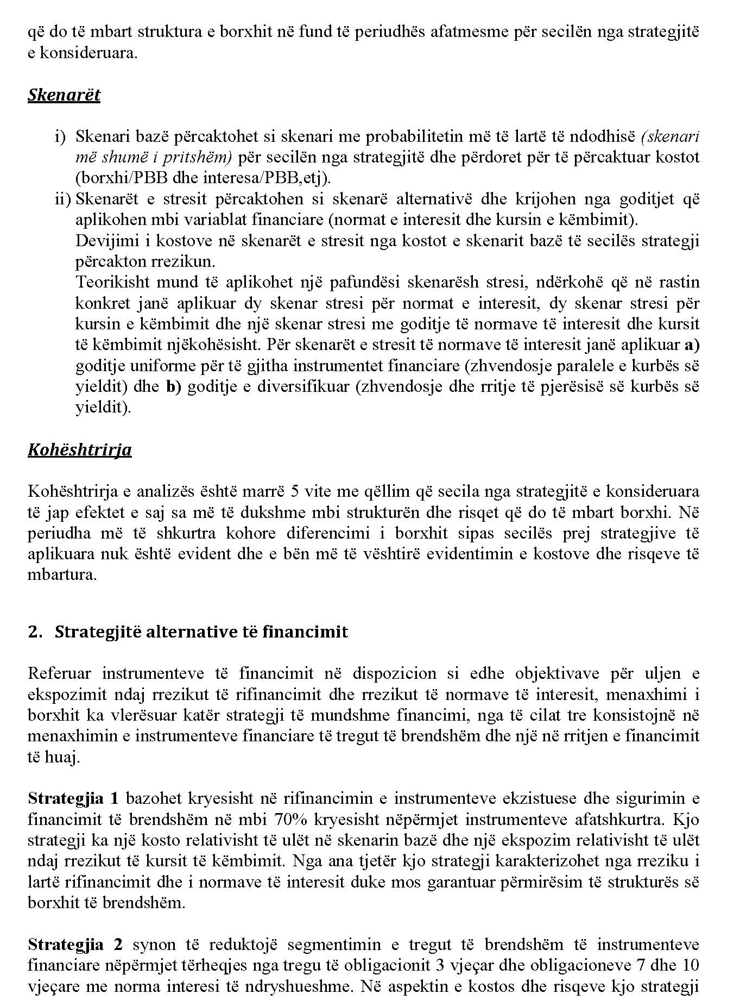 që do të mbart struktura e borxhit në fund të periudhës afatmesme për secilën nga strategjitë
e konsideruara.
Skenarët
i) Skenari bazë përcaktohet si skenari me probabilitetin më të lartë të ndodhisë (skenari
më shumë i pritshëm) për secilën nga strategjitë dhe përdoret për të përcaktuar kostot
(borxhi/PBB dhe interesa/PBB,etj).
ii) Skenarët e stresit përcaktohen si skenarë alternativë dhe krijohen nga goditjet që
aplikohen mbi variablat financiare (normat e interesit dhe kursin e këmbimit).
Devijimi i kostove në skenarët e stresit nga kostot e skenarit bazë të secilës strategji
përcakton rrezikun.
Teorikisht mund të aplikohet një pafundësi skenarësh stresi, ndërkohë që në rastin
konkret janë aplikuar dy skenar stresi për normat e interesit, dy skenar stresi për
kursin e këmbimit dhe një skenar stresi me goditje të normave të interesit dhe kursit
të këmbimit njëkohësisht. Për skenarët e stresit të normave të interesit janë aplikuar a)
goditje uniforme për të gjitha instrumentet financiare (zhvendosje paralele e kurbës së
yieldit) dhe b) goditje e diversifikuar (zhvendosje dhe rritje të pjerësisë së kurbës së
yieldit).
Kohështrirja
Kohështrirja e analizës është marrë 5 vite me qëllim që secila nga strategjitë e konsideruara
të jap efektet e saj sa më të dukshme mbi strukturën dhe risqet që do të mbart borxhi. Në
periudha më të shkurtra kohore diferencimi i borxhit sipas secilës prej strategjive të
aplikuara nuk është evident dhe e bën më të vështirë evidentimin e kostove dhe risqeve të
mbartura.
2. Strategjitë alternative të financimit
Referuar instrumenteve të financimit në dispozicion si edhe objektivave për uljen e
ekspozimit ndaj rrezikut të rifinancimit dhe rrezikut të normave të interesit, menaxhimi i
borxhit ka vlerësuar katër strategji të mundshme financimi, nga të cilat tre konsistojnë në
menaxhimin e instrumenteve financiare të tregut të brendshëm dhe një në rritjen e financimit
të huaj.
Strategjia 1 bazohet kryesisht në rifinancimin e instrumenteve ekzistuese dhe sigurimin e
financimit të brendshëm në mbi 70% kryesisht nëpërmjet instrumenteve afatshkurtra. Kjo
strategji ka një kosto relativisht të ulët në skenarin bazë dhe një ekspozim relativisht të ulët
ndaj rrezikut të kursit të këmbimit. Nga ana tjetër kjo strategji karakterizohet nga rreziku i
lartë rifinancimit dhe i normave të interesit duke mos garantuar përmirësim të strukturës së
borxhit të brendshëm.
Strategjia 2 synon të reduktojë segmentimin e tregut të brendshëm të instrumenteve
financiare nëpërmjet tërheqjes nga tregu të obligacionit 3 vjeçar dhe obligacioneve 7 dhe 10
vjeçare me norma interesi të ndryshueshme. Në aspektin e kostos dhe risqeve kjo strategji